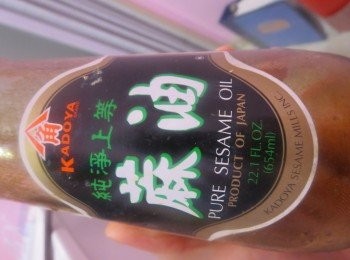 KADOYA
純淨上等
麻油
PURE SESAME OIL
PRODUCT OF JAPAN
22.1 FL.OZ.
(654ml)
KADOYA SESAME MILLS INC.